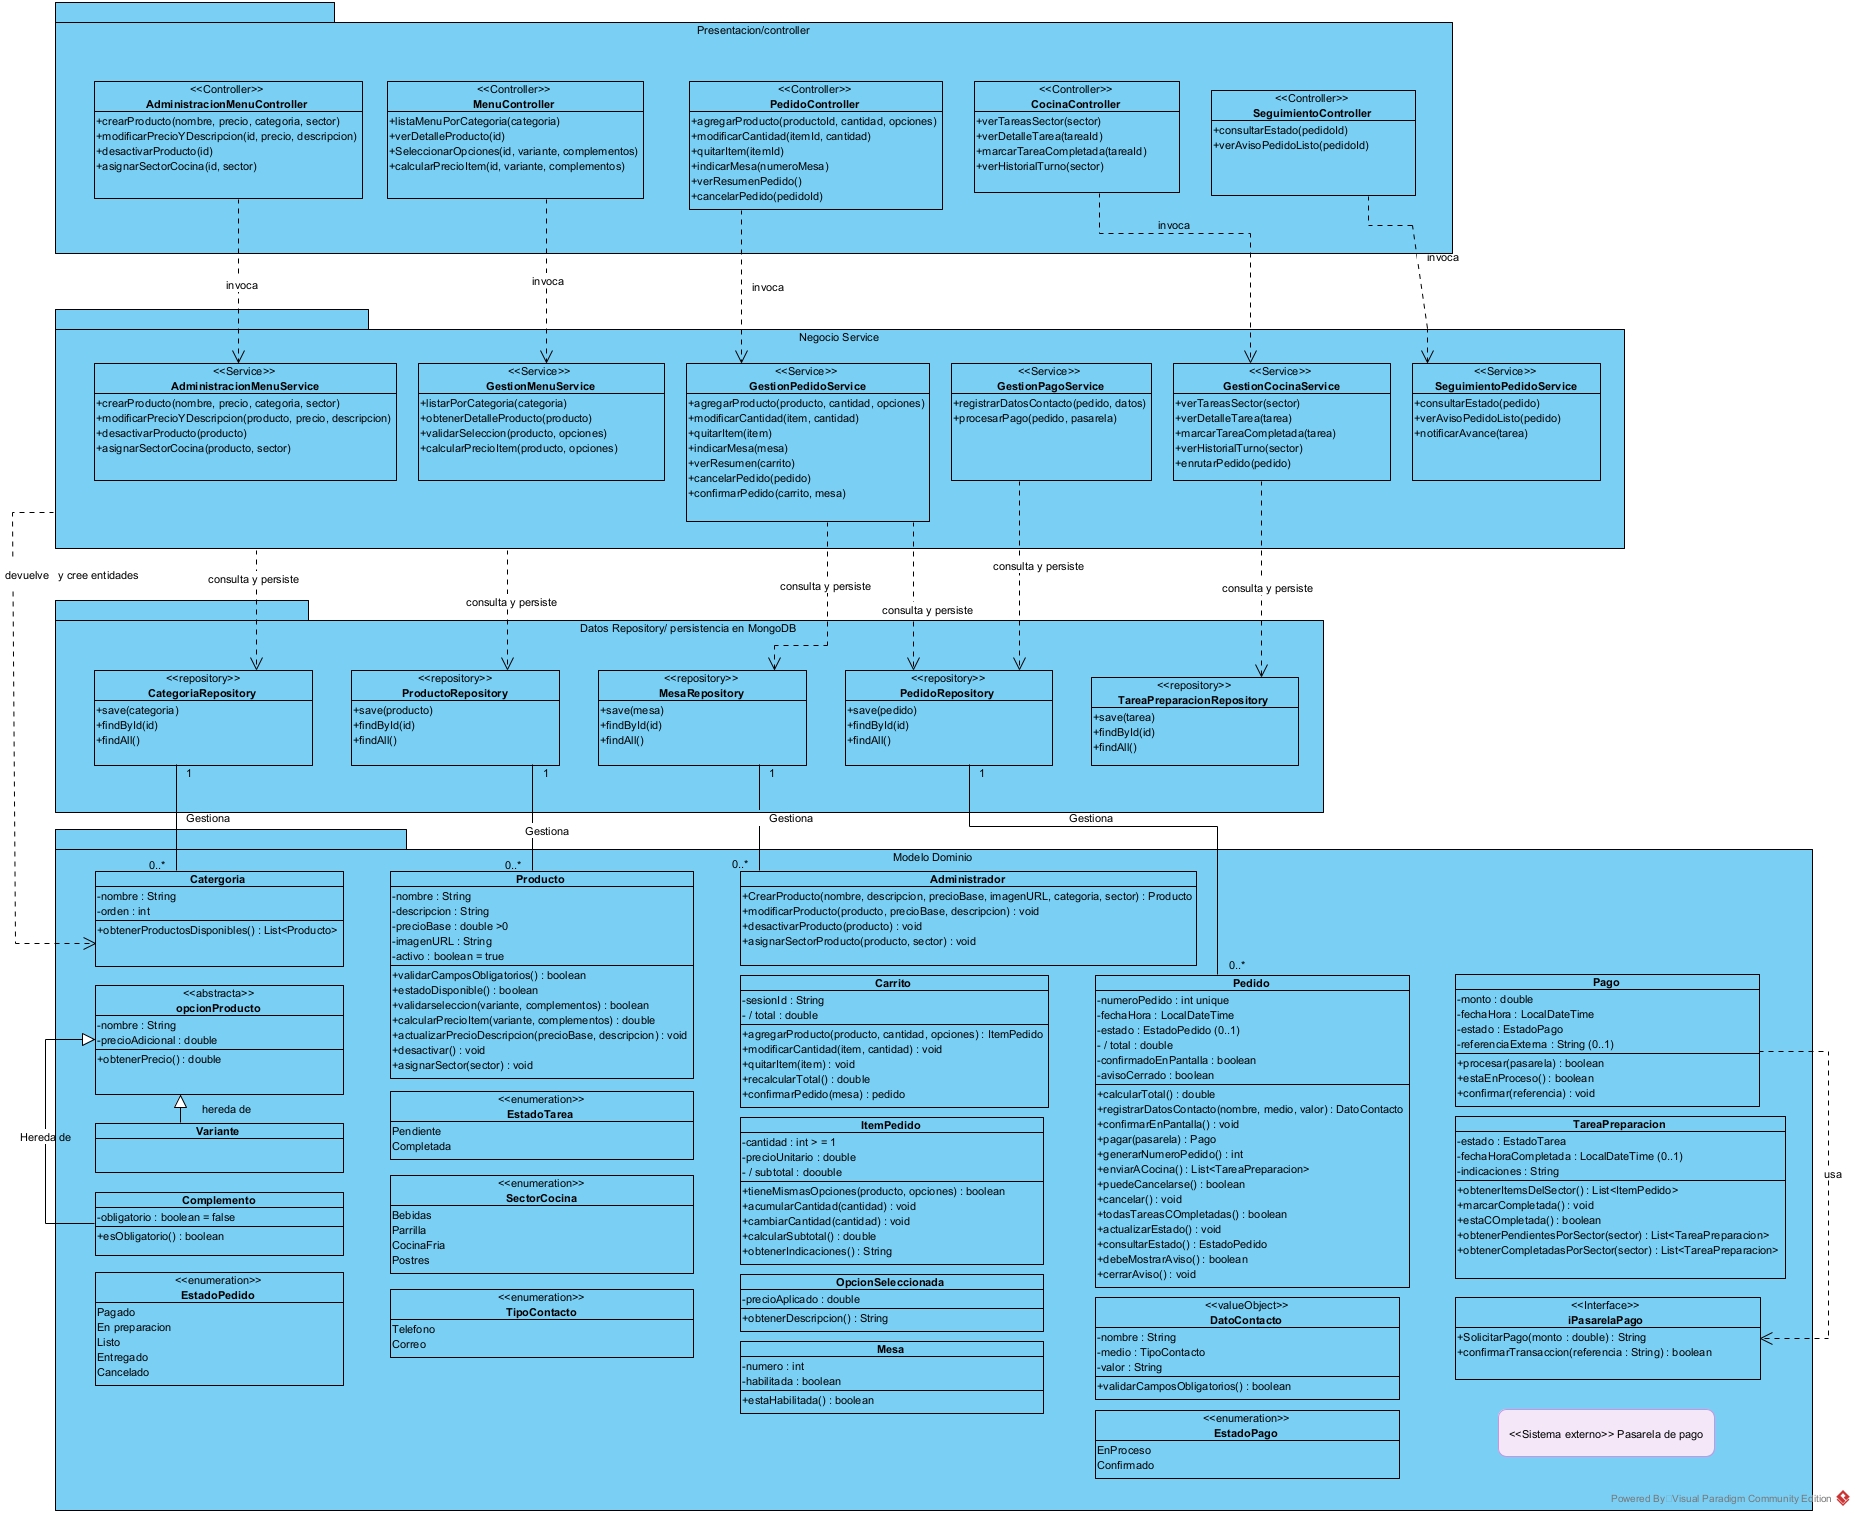 Presentacion/controller
<<Controller>>
AdministracionMenuController
+crearProducto(nombre, precio, categoria, sector)
+modificarPrecioYDescripcion(id, precio, descripcion)
+desactivarProducto(id)
+asignarSectorCocina(id, sector)
<<Controller>>
MenuController
+listaMenuPorCategoria(categoria)
+verDetalleProducto(id)
+SeleccionarOpciones(id, variante, complementos)
+calcularPrecioItem(id, variante, complementos)
<<Controller>>
PedidoController
+agregarProducto(productoId, cantidad, opciones)
+modificarCantidad(itemId, cantidad)
+quitarItem(itemId)
+indicarMesa(numeroMesa)
+verResumenPedido()
+cancelarPedido(pedidoId)
<<Controller>>
CocinaController
+verTareasSector(sector)
+verDetalleTarea(tareaId)
+marcarTareaCompletada(tareaId)
+verHistorialTurno(sector)
<<Controller>>
SeguimientoController
+consultarEstado(pedidoId)
+verAvisoPedidoListo(pedidoId)
invoca
invoca
invoca
invoca
invoca
Negocio Service
<<Service>>
AdministracionMenuService
+crearProducto(nombre, precio, categoria, sector)
+modificarPrecioYDescripcion(producto, precio, descripcion)
+desactivarProducto(producto)
+asignarSectorCocina(producto, sector)
<<Service>>
GestionMenuService
+listarPorCategoria(categoria)
+obtenerDetalleProducto(producto)
+validarSeleccion(producto, opciones)
+calcularPrecioItem(producto, opciones)
<<Service>>
GestionPedidoService
+agregarProducto(producto, cantidad, opciones)
+modificarCantidad(item, cantidad)
+quitarItem(item)
+indicarMesa(mesa)
+verResumen(carrito)
+cancelarPedido(pedido)
+confirmarPedido(carrito, mesa)
<<Service>>
GestionPagoService
+registrarDatosContacto(pedido, datos)
+procesarPago(pedido, pasarela)
<<Service>>
GestionCocinaService
+verTareasSector(sector)
+verDetalleTarea(tarea)
+marcarTareaCompletada(tarea)
+verHistorialTurno(sector)
+enrutarPedido(pedido)
<<Service>>
SeguimientoPedidoService
+consultarEstado(pedido)
+verAvisoPedidoListo(pedido)
+notificarAvance(tarea)
devuelve y cree entidades
consulta y persiste
consulta y persiste
consulta y persiste
consulta y persiste
consulta y persiste
consulta y persiste
Datos Repository/ persistencia en MongoDB
<<repository>>
CategoriaRepository
+save(categoria)
+findById(id)
+findAll()
<<repository>>
ProductoRepository
+save(producto)
+findById(id)
+findAll()
<<repository>>
MesaRepository
+save(mesa)
+findById(id)
+findAll()
<<repository>>
PedidoRepository
+save(pedido)
+findById(id)
+findAll()
<<repository>>
TareaPreparacionRepository
+save(tarea)
+findById(id)
+findAll()
1
1
1
1
Gestiona
Gestiona
Gestiona
Gestiona
0..*
0..*
0..*
0..*
Modelo Dominio
Catergoria
-nombre : String
-orden : int
+obtenerProductosDisponibles() : List<Producto>
<<abstracta>>
opcionProducto
-nombre : String
-precioAdicional : double
+obtenerPrecio() : double
hereda de
Hereda de
Variante
Complemento
-obligatorio : boolean = false
+esObligatorio() : boolean
<<enumeration>>
EstadoPedido
Pagado
En preparacion
Listo
Entregado
Cancelado
Producto
-nombre : String
-descripcion : String
-precioBase : double >0
-imagenURL : String
-activo : boolean = true
+validarCamposObligatorios() : boolean
+estadoDisponible() : boolean
+validarseleccion(variante, complementos) : boolean
+calcularPrecioItem(variante, complementos) : double
+actualizarPrecioDescripcion(precioBase, descripcion) : void
+desactivar() : void
+asignarSector(sector) : void
<<enumeration>>
EstadoTarea
Pendiente
Completada
<<enumeration>>
SectorCocina
Bebidas
Parrilla
CocinaFria
Postres
<<enumeration>>
TipoContacto
Telefono
Correo
Administrador
+CrearProducto(nombre, descripcion, precioBase, imagenURL, categoria, sector) : Producto
+modificarProducto(producto, precioBase, descripcion) : void
+desactivarProducto(producto) : void
+asignarSectorProducto(producto, sector) : void
Carrito
-sesionId : String
- / total : double
+agregarProducto(producto, cantidad, opciones) : ItemPedido
+modificarCantidad(item, cantidad) : void
+quitarItem(item) : void
+recalcularTotal() : double
+confirmarPedido(mesa) : pedido
ItemPedido
-cantidad : int > = 1
-precioUnitario : double
- / subtotal : doouble
+tieneMismasOpciones(producto, opciones) : boolean
+acumularCantidad(cantidad) : void
+cambiarCantidad(cantidad) : void
+calcularSubtotal() : double
+obtenerIndicaciones() : String
OpcionSeleccionada
-precioAplicado : double
+obtenerDescripcion() : String
Mesa
-numero : int
-habilitada : boolean
+estaHabilitada() : boolean
Pedido
-numeroPedido : int unique
-fechaHora : LocalDateTime
-estado : EstadoPedido (0..1)
- / total : double
-confirmadoEnPantalla : boolean
-avisoCerrado : boolean
+calcularTotal() : double
+registrarDatosContacto(nombre, medio, valor) : DatoContacto
+confirmarEnPantalla() : void
+pagar(pasarela) : Pago
+generarNumeroPedido() : int
+enviarACocina() : List<TareaPreparacion>
+puedeCancelarse() : boolean
+cancelar() : void
+todasTareasCOmpletadas() : boolean
+actualizarEstado() : void
+consultarEstado() : EstadoPedido
+debeMostrarAviso() : boolean
+cerrarAviso() : void
<<valueObject>>
DatoContacto
-nombre : String
-medio : TipoContacto
-valor : String
+validarCamposObligatorios() : boolean
<<enumeration>>
EstadoPago
EnProceso
Confirmado
Pago
-monto : double
-fechaHora : LocalDateTime
-estado : EstadoPago
-referenciaExterna : String (0..1)
+procesar(pasarela) : boolean
+estaEnProceso() : boolean
+confirmar(referencia) : void
TareaPreparacion
-estado : EstadoTarea
-fechaHoraCompletada : LocalDateTime (0..1)
-indicaciones : String
+obtenerItemsDelSector() : List<ItemPedido>
+marcarCompletada() : void
+estaCOmpletada() : boolean
+obtenerPendientesPorSector(sector) : List<TareaPreparacion>
+obtenerCompletadasPorSector(sector) : List<TareaPreparacion>
usa
<<Interface>>
iPasarelaPago
+SolicitarPago(monto : double) : String
+confirmarTransaccion(referencia : String) : boolean
<<Sistema externo>> Pasarela de pago
Powered By Visual Paradigm Community Edition